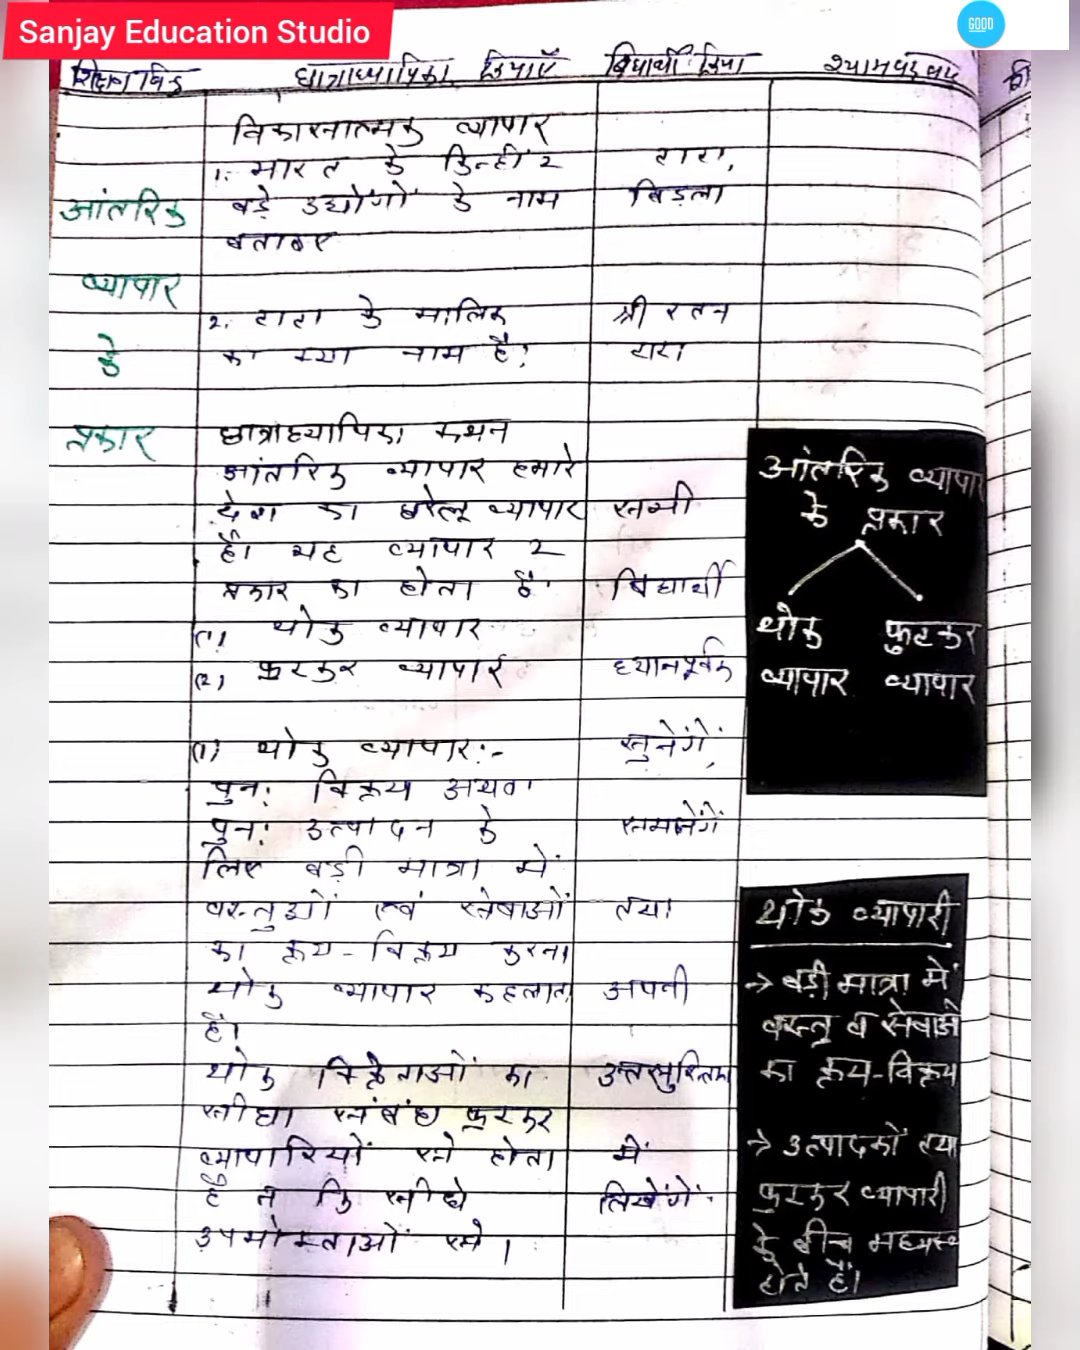 Sanjay Education Studio
GOOD
शिक्षण बिंदु
छात्राध्यापिका क्रियाएँ
विद्यार्थी क्रिया
श्यामपट्ट
आंतरिक
व्यापार
के
प्रकार
विकासात्मक व्यापार
1. भारत के किन्हीं 2
बड़े उद्योगों के नाम
बताइए
2. टाटा के मालिक
का क्या नाम है?
छात्राध्यापिका कथन
आंतरिक व्यापार हमारे
देश का घरेलू व्यापार
है। यह व्यापार 2
प्रकार का होता है
(1) थोक व्यापार
(2) फुटकर व्यापार
(1) थोक व्यापार:-
पुन: विक्रय अथवा
पुन: उत्पादन के
लिए बड़ी मात्रा में
वस्तुओं एवं सेवाओं
का क्रय-विक्रय करना
थोक व्यापार कहलाता
है।
थोक विक्रेताओं का
सीधा संबंध फुटकर
व्यापारियों से होता
है न कि सीधे
उपभोक्ताओं से।
टाटा,
बिड़ला
श्री रतन
टाटा
सभी
विद्यार्थी
ध्यानपूर्वक
सुनेंगें,
समझेंगें
तथा
अपनी
में
लिखेंगें
आंतरिक व्यापार
के प्रकार
थोक फुटकर
व्यापार व्यापार
थोक व्यापारी
→ बड़ी मात्रा में
वस्तु व सेवाओं
का क्रय-विक्रय
→ उत्पादकों तथा
फुटकर व्यापारी
के बीच मध्यस्थ
होते हैं।